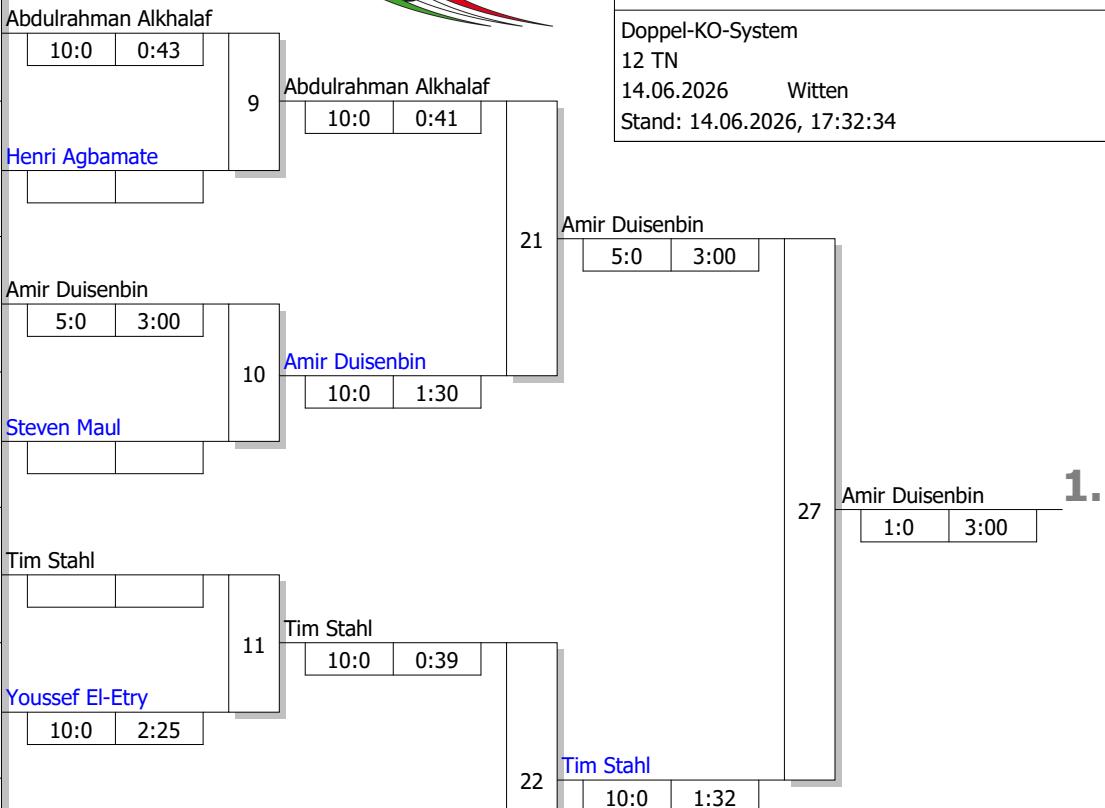 Doppel-KO-System
12 TN
14.06.2026 Witten
Stand: 14.06.2026, 17:32:34
Abdulrahman Alkhalaf
10:0 0:43
9
Henri Agbamate
Abdulrahman Alkhalaf
10:0 0:41
21
Amir Duisenbin
5:0 3:00
Amir Duisenbin
5:0 3:00
10
Steven Maul
Amir Duisenbin
10:0 1:30
27
Amir Duisenbin
1:0 3:00
1.
Tim Stahl
11
Youssef El-Etry
10:0 2:25
Tim Stahl
10:0 0:39
22
Tim Stahl
10:0 1:32